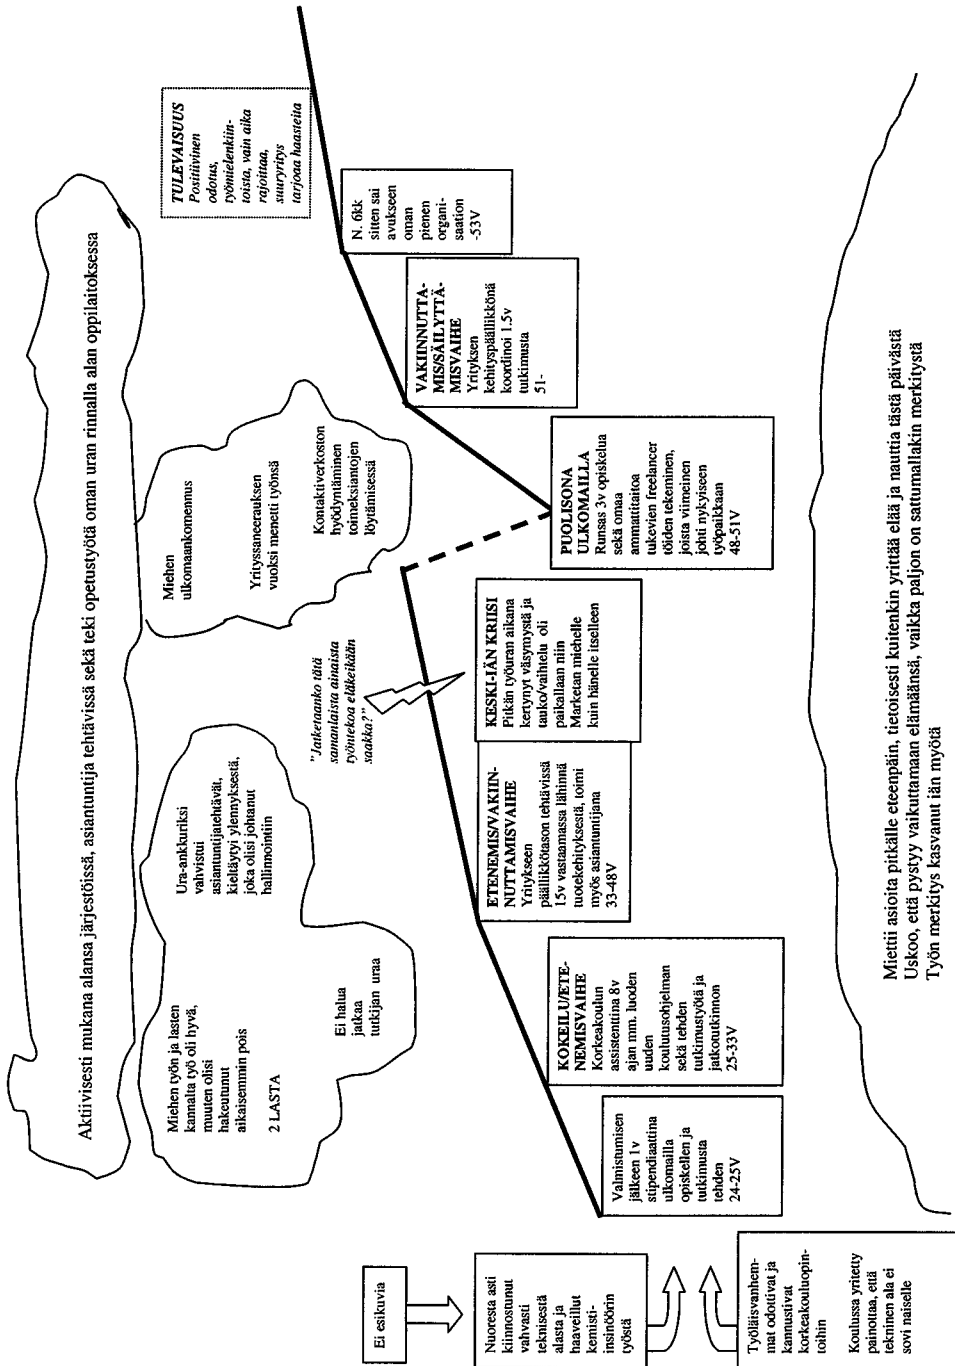 Aktiivisesti mukana alansa järjestöissä, asiantuntija tehtävissä sekä teki opetustyötä oman uran rinnalla alan oppilaitoksessa
Miehen työn ja lasten
kannalta työ oli hyvä,
muuten olisi
hakeutunut
aikaisemmin pois
2 LASTA
Ei halua
jatkaa
tutkijan uraa
Ura-ankkuriksi
vahvistui
asiantuntijatehtävät,
kieltäytyi ylennyksestä,
joka olisi johtanut
hallinnointiin
Miehen
ulkomaankomennus
Yrityssaneerauksen
vuoksi menetti työnsä
Kontaktiverkoston
hyödyntäminen
toimeksiantojen
löytämisessä
"Jatketaanko tätä
samanlaista ainaista
työntekoa eläkeikään
saakka?"
Ei esikuvia
Nuoresta asti
kiinnostunut
vahvasti
teknisestä
alasta ja
haaveillut
kemisti-
insinöörin
työstä
Työläisvanhem-
mat odottivat ja
kannustivat
korkeakouluopin-
toihin
Koulussa yritetty
painottaa, että
tekninen ala ei
sovi naiselle
Valmistumisen
jälkeen 1v
stipendiaattina
ulkomailla
opiskellen ja
tutkimusta
tehden
24-25V
KOKEILU/ETE-
NEMISVAIHE
Korkeakoulun
assistenttina 8v
ajan mm. luoden
uuden
koulutusohjelman
sekä tehden
tutkimustyötä ja
jatkotutkinnon
25-33V
ETENEMIS/VAKIIN-
NUTTAMISVAIHE
Yritykseen
päällikkötason tehtävissä
15v vastaamassa lähinnä
tuotekehityksestä, toimi
myös asiantuntijana
33-48V
KESKI-IÄN KRIISI
Pitkän työuran aikana
kertynyt väsymystä ja
tauko/vaihtelu oli
paikallaan niin
Marketan miehelle
kuin hänelle itselleen
PUOLISONA
ULKOMAILLA
Runsas 3v opiskelua
sekä omaa
ammattitaitoa
tukevien freelancer
töiden tekeminen,
joista viimeinen
johti nykyiseen
työpaikkaan
48-51V
VAKIINNUTTA-
MIS/SÄILYTTÄ-
MISVAIHE
Yrityksen
kehityspäällikkönä
koordinoi 1.5v
tutkimusta
51-
N. 6kk
sitten sai
avukseen
oman
pienen
organi-
saation
-53V
TULEVAISUUS
Positiivinen
odotus,
työmielenkiin-
toista, vain aika
rajoittaa,
suuryritys
tarjoaa haasteita
Miettii asioita pitkälle eteenpäin, tietoisesti kuitenkin yrittää elää ja nauttia tästä päivästä
Uskoo, että pystyy vaikuttamaan elämäänsä, vaikka paljon on sattumallakin merkitystä
Työn merkitys kasvanut iän myötä